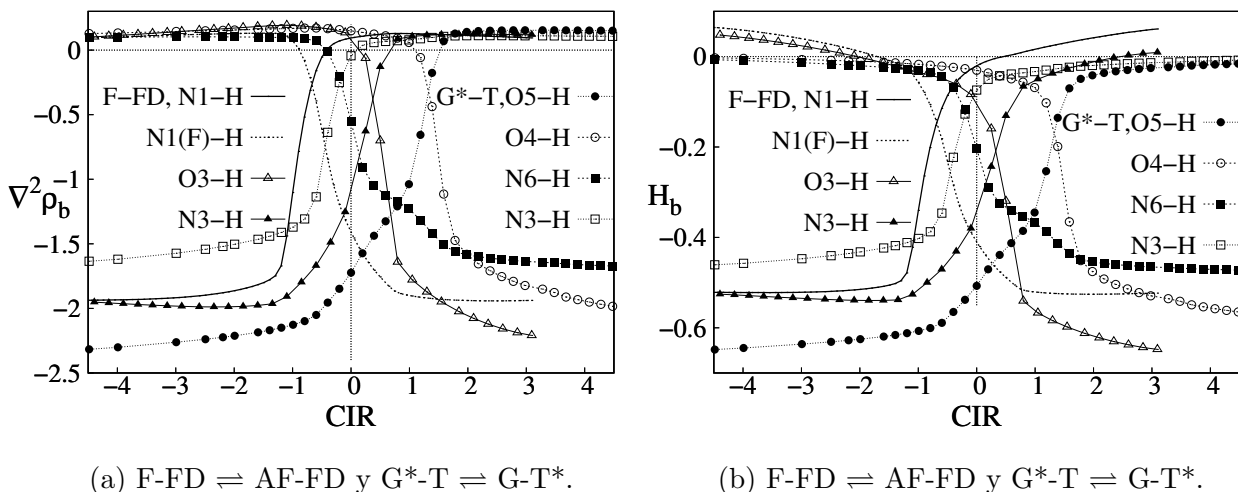 0
−0.5
−1
−1.5
−2
−2.5
∇²ρb
−4 −3 −2 −1 0 1 2 3 4
CIR
F−FD, N1−H
N1(F)−H
O3−H
N3−H
G*−T,O5−H
O4−H
N6−H
N3−H
0
−0.2
−0.4
−0.6
Hb
−4 −3 −2 −1 0 1 2 3 4
CIR
F−FD, N1−H
N1(F)−H
O3−H
N3−H
G*−T,O5−H
O4−H
N6−H
N3−H
(a) F-FD ⇌ AF-FD y G*-T ⇌ G-T*.
(b) F-FD ⇌ AF-FD y G*-T ⇌ G-T*.